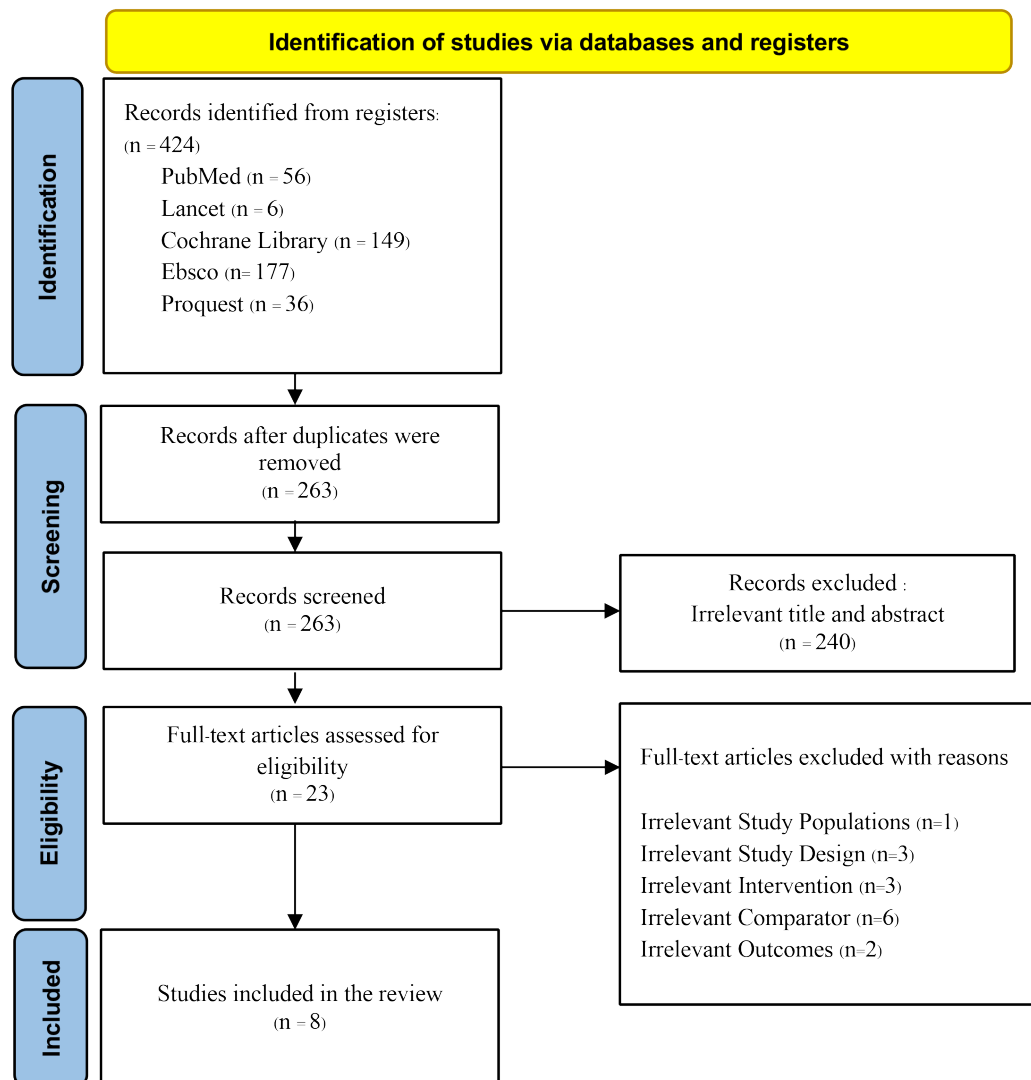 Identification of studies via databases and registers
Identification
Records identified from registers:
(n = 424)
PubMed (n = 56)
Lancet (n = 6)
Cochrane Library (n = 149)
Ebsco (n= 177)
Proquest (n = 36)
Screening
Records after duplicates were
removed
(n = 263)
Records screened
(n = 263)
Records excluded :
Irrelevant title and abstract
(n = 240)
Eligibility
Full-text articles assessed for
eligibility
(n = 23)
Full-text articles excluded with reasons
Irrelevant Study Populations (n=1)
Irrelevant Study Design (n=3)
Irrelevant Intervention (n=3)
Irrelevant Comparator (n=6)
Irrelevant Outcomes (n=2)
Included
Studies included in the review
(n = 8)